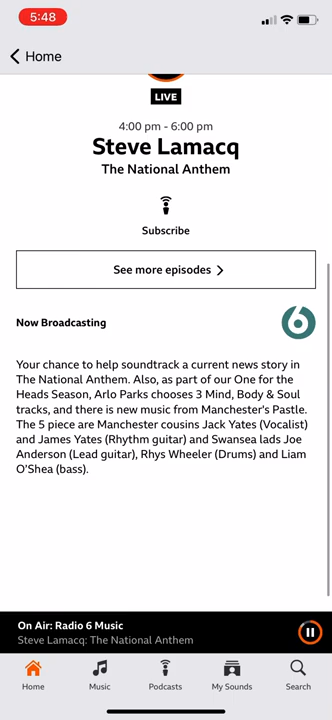 5:48
Home
LIVE
4:00 pm - 6:00 pm
Steve Lamacq
The National Anthem
Subscribe
See more episodes
Now Broadcasting
6
Your chance to help soundtrack a current news story in
The National Anthem. Also, as part of our One for the
Heads Season, Arlo Parks chooses 3 Mind, Body & Soul
tracks, and there is new music from Manchester's Pastle.
The 5 piece are Manchester cousins Jack Yates (Vocalist)
and James Yates (Rhythm guitar) and Swansea lads Joe
Anderson (Lead guitar), Rhys Wheeler (Drums) and Liam
O'Shea (bass).
On Air: Radio 6 Music
Steve Lamacq: The National Anthem
Home
Music
Podcasts
My Sounds
Search